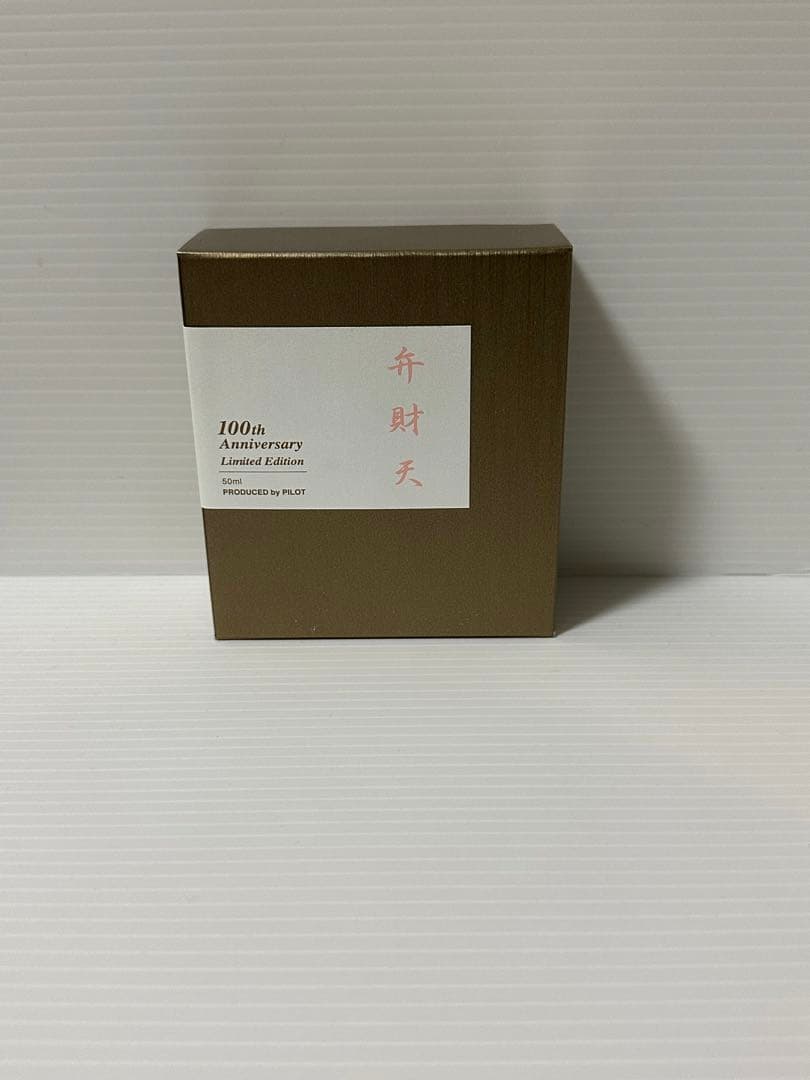 弁財天
100th
Anniversary
Limited Edition
50ml
PRODUCED by PILOT